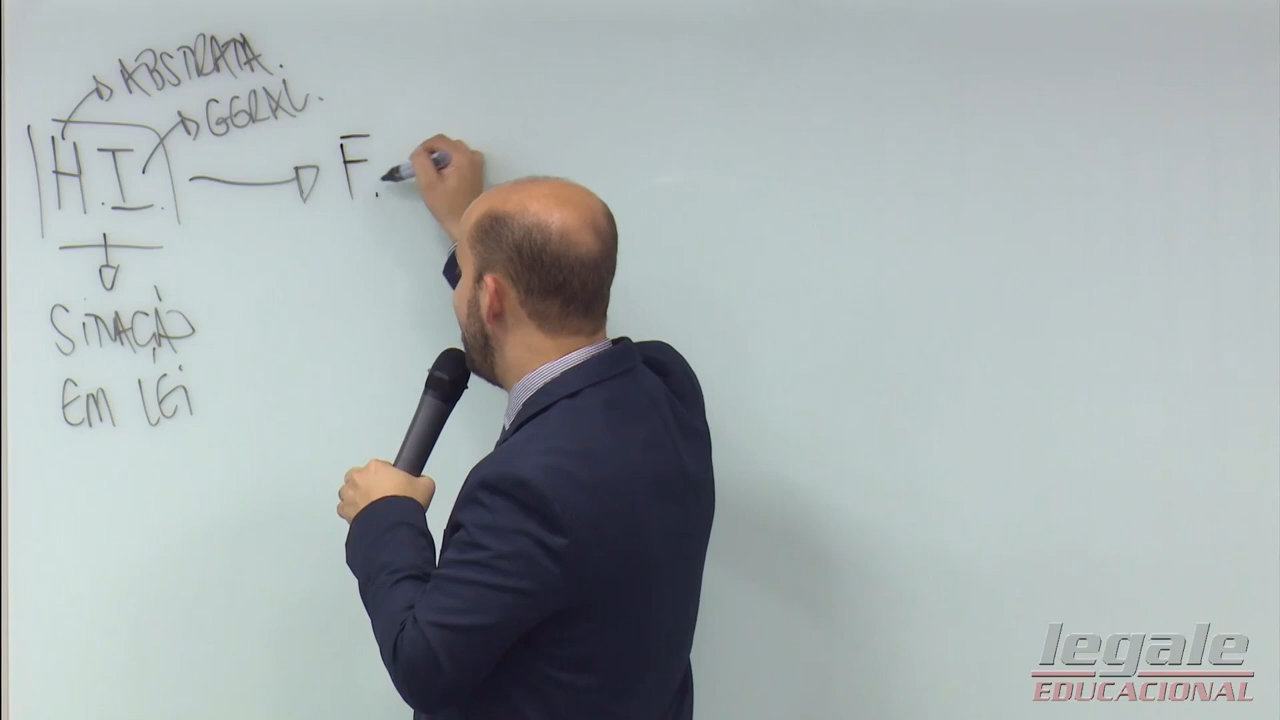 ABSTRATA.
GERAL.
H.I.
F.
SITUAÇÃO
EM LEI
legale
EDUCACIONAL